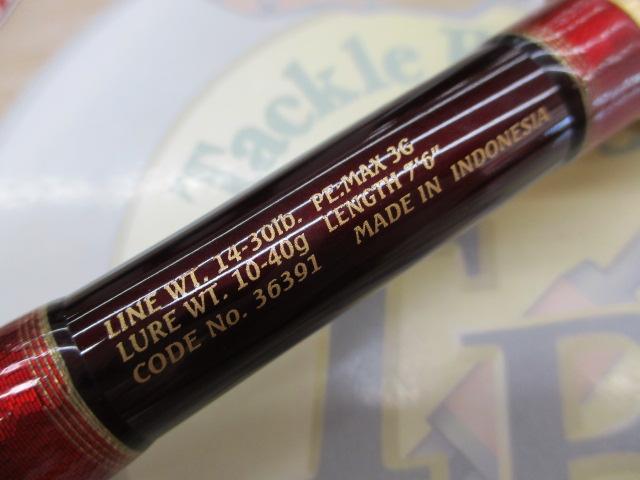 Tackle B
LINE WT. 14-30lb. PE.MAX 3G
LURE WT. 10-40g LENGTH 7'6"
CODE No. 36391 MADE IN INDONESIA